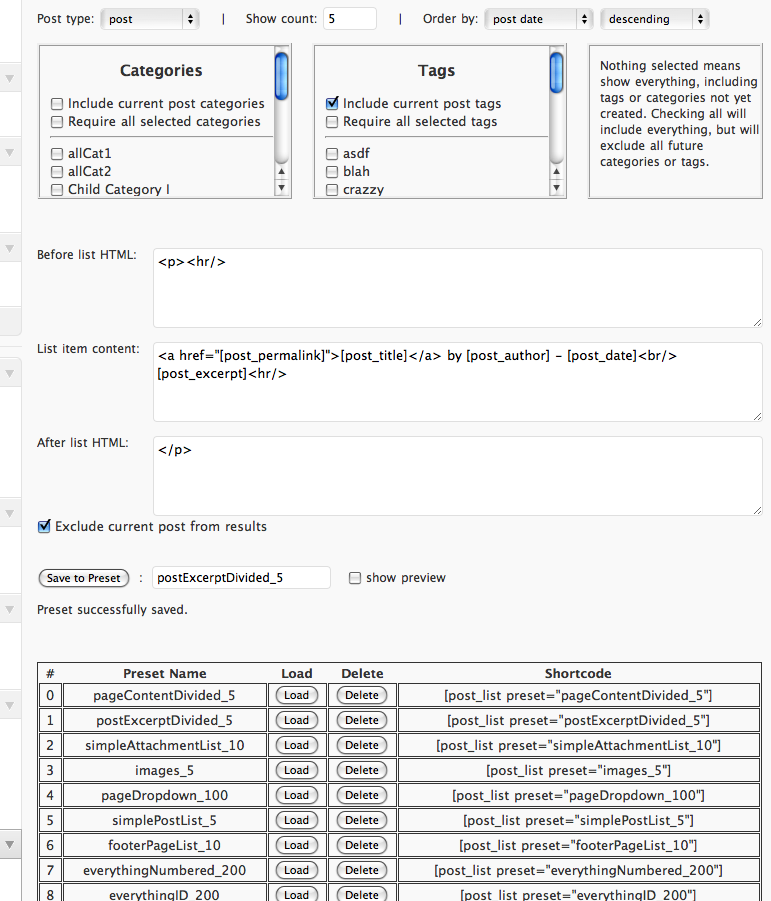 Post type: post | Show count: 5 | Order by: post date descending
Categories
Include current post categories
Require all selected categories
allCat1
allCat2
Child Category I
Tags
Include current post tags
Require all selected tags
asdf
blah
crazzy
Nothing selected means
show everything, including
tags or categories not yet
created. Checking all will
include everything, but will
exclude all future
categories or tags.
Before list HTML: <p><hr/>
List item content: <a href="[post_permalink]">[post_title]</a> by [post_author] - [post_date]<br/>
[post_excerpt]<hr/>
After list HTML: </p>
Exclude current post from results
Save to Preset : postExcerptDivided_5 show preview
Preset successfully saved.
# Preset Name Load Delete Shortcode
0 pageContentDivided_5 Load Delete [post_list preset="pageContentDivided_5"]
1 postExcerptDivided_5 Load Delete [post_list preset="postExcerptDivided_5"]
2 simpleAttachmentList_10 Load Delete [post_list preset="simpleAttachmentList_10"]
3 images_5 Load Delete [post_list preset="images_5"]
4 pageDropdown_100 Load Delete [post_list preset="pageDropdown_100"]
5 simplePostList_5 Load Delete [post_list preset="simplePostList_5"]
6 footerPageList_10 Load Delete [post_list preset="footerPageList_10"]
7 everythingNumbered_200 Load Delete [post_list preset="everythingNumbered_200"]
8 everythingID_200 Load Delete [post_list preset="everythingID_200"]